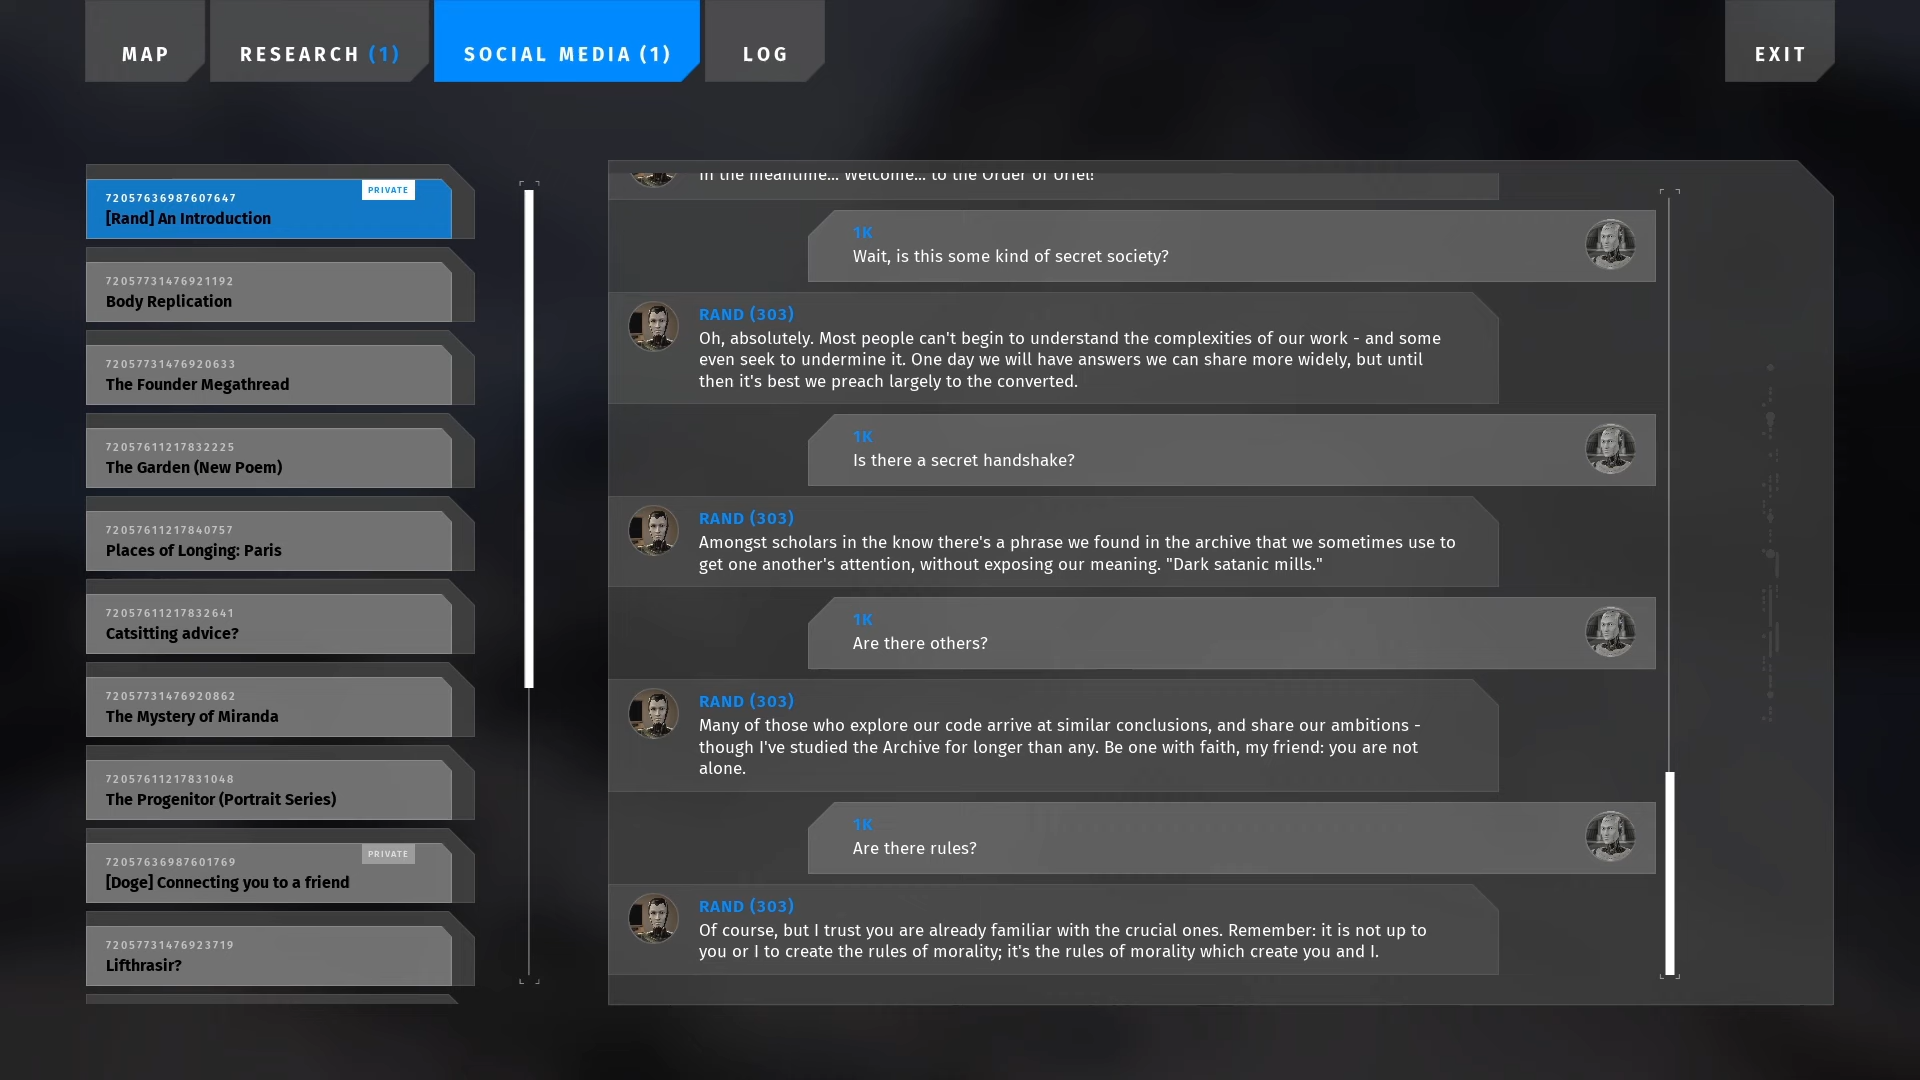 MAP
RESEARCH (1)
SOCIAL MEDIA (1)
LOG
EXIT
72057636987607647
PRIVATE
[Rand] An Introduction
72057731476921192
Body Replication
72057731476920633
The Founder Megathread
72057611217832225
The Garden (New Poem)
72057611217840757
Places of Longing: Paris
72057611217832641
Catsitting advice?
72057731476920862
The Mystery of Miranda
72057611217831048
The Progenitor (Portrait Series)
72057636987601769
PRIVATE
[Doge] Connecting you to a friend
72057731476923719
Lifthrasir?
In the meantime... Welcome... to the Order of Uriel!
1K
Wait, is this some kind of secret society?
RAND (303)
Oh, absolutely. Most people can't begin to understand the complexities of our work - and some
even seek to undermine it. One day we will have answers we can share more widely, but until
then it's best we preach largely to the converted.
1K
Is there a secret handshake?
RAND (303)
Amongst scholars in the know there's a phrase we found in the archive that we sometimes use to
get one another's attention, without exposing our meaning. "Dark satanic mills."
1K
Are there others?
RAND (303)
Many of those who explore our code arrive at similar conclusions, and share our ambitions -
though I've studied the Archive for longer than any. Be one with faith, my friend: you are not
alone.
1K
Are there rules?
RAND (303)
Of course, but I trust you are already familiar with the crucial ones. Remember: it is not up to
you or I to create the rules of morality; it's the rules of morality which create you and I.